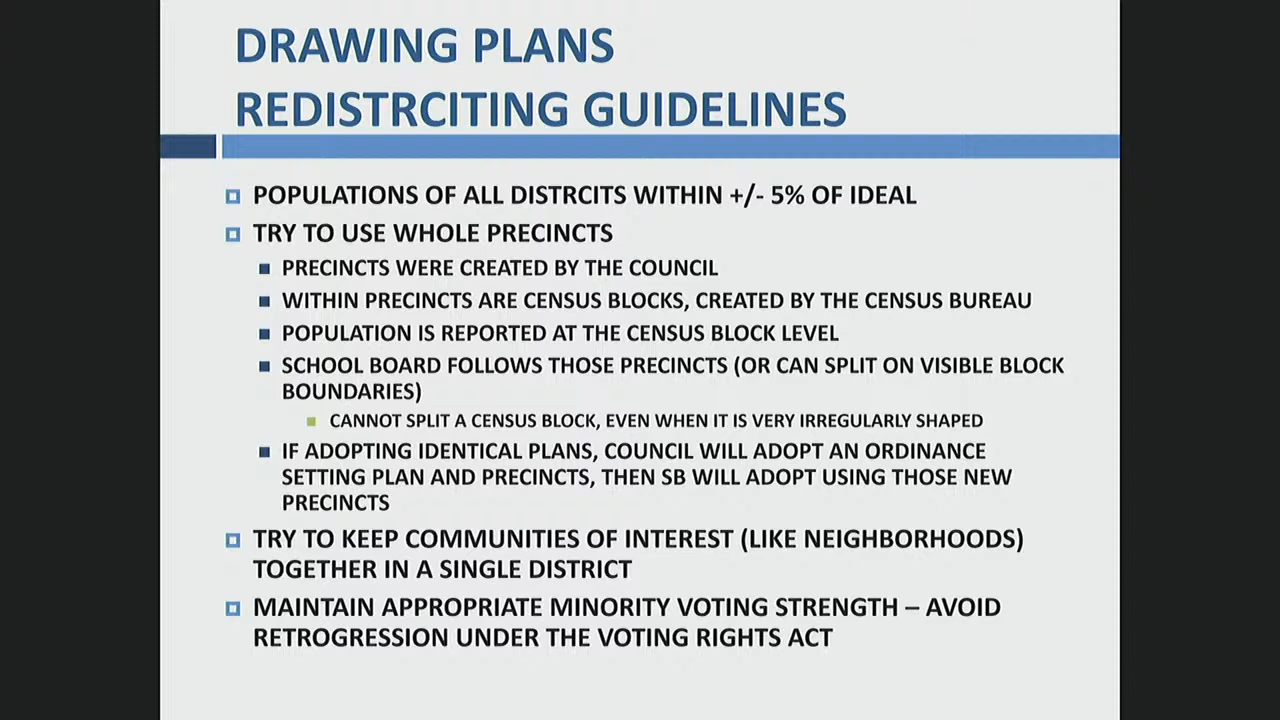 DRAWING PLANS
REDISTRCITING GUIDELINES
POPULATIONS OF ALL DISTRCITS WITHIN +/- 5% OF IDEAL
TRY TO USE WHOLE PRECINCTS
PRECINCTS WERE CREATED BY THE COUNCIL
WITHIN PRECINCTS ARE CENSUS BLOCKS, CREATED BY THE CENSUS BUREAU
POPULATION IS REPORTED AT THE CENSUS BLOCK LEVEL
SCHOOL BOARD FOLLOWS THOSE PRECINCTS (OR CAN SPLIT ON VISIBLE BLOCK
BOUNDARIES)
CANNOT SPLIT A CENSUS BLOCK, EVEN WHEN IT IS VERY IRREGULARLY SHAPED
IF ADOPTING IDENTICAL PLANS, COUNCIL WILL ADOPT AN ORDINANCE
SETTING PLAN AND PRECINCTS, THEN SB WILL ADOPT USING THOSE NEW
PRECINCTS
TRY TO KEEP COMMUNITIES OF INTEREST (LIKE NEIGHBORHOODS)
TOGETHER IN A SINGLE DISTRICT
MAINTAIN APPROPRIATE MINORITY VOTING STRENGTH – AVOID
RETROGRESSION UNDER THE VOTING RIGHTS ACT